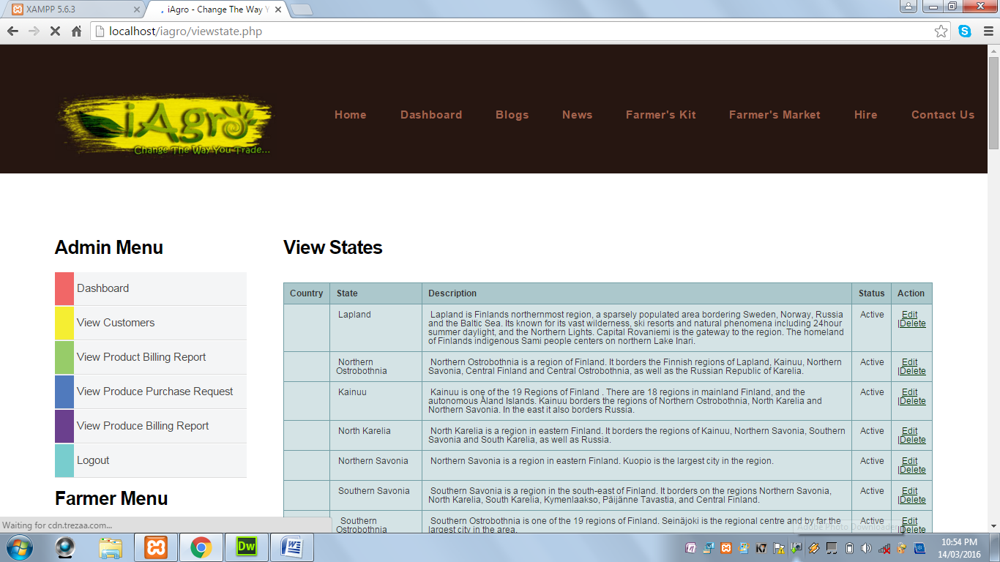 XAMPP 5.6.3
iAgro - Change The Way Y
localhost/iagro/viewstate.php
iAgro
Change The Way You Trade...
Home
Dashboard
Blogs
News
Farmer's Kit
Farmer's Market
Hire
Contact Us
Admin Menu
Dashboard
View Customers
View Product Billing Report
View Produce Purchase Request
View Produce Billing Report
Logout
Farmer Menu
View States
Country State Description Status Action
Lapland
Lapland is Finlands northernmost region, a sparsely populated area bordering Sweden, Norway, Russia
and the Baltic Sea. Its known for its vast wilderness, ski resorts and natural phenomena including 24hour
summer daylight, and the Northern Lights. Capital Rovaniemi is the gateway to the region. The homeland
of Finlands indigenous Sami people centers on northern Lake Inari.
Active
Edit
|Delete
Northern
Ostrobothnia
Northern Ostrobothnia is a region of Finland. It borders the Finnish regions of Lapland, Kainuu, Northern
Savonia, Central Finland and Central Ostrobothnia, as well as the Russian Republic of Karelia.
Active
Edit
|Delete
Kainuu
Kainuu is one of the 19 Regions of Finland . There are 18 regions in mainland Finland, and the
autonomous Åland Islands. Kainuu borders the regions of Northern Ostrobothnia, North Karelia and
Northern Savonia. In the east it also borders Russia.
Active
Edit
|Delete
North Karelia
North Karelia is a region in eastern Finland. It borders the regions of Kainuu, Northern Savonia, Southern
Savonia and South Karelia, as well as Russia.
Active
Edit
|Delete
Northern Savonia
Northern Savonia is a region in eastern Finland. Kuopio is the largest city in the region.
Active
Edit
|Delete
Southern Savonia
Southern Savonia is a region in the south-east of Finland. It borders on the regions Northern Savonia,
North Karelia, South Karelia, Kymenlaakso, Päijänne Tavastia, and Central Finland.
Active
Edit
|Delete
Southern
Ostrobothnia
Southern Ostrobothnia is one of the 19 regions of Finland. Seinäjoki is the regional centre and by far the
largest city in the area.
Active
Edit
|Delete
Waiting for cdn.trezaa.com...
Adobe Photo Downloader
Dw
W
K7
10:54 PM
14/03/2016